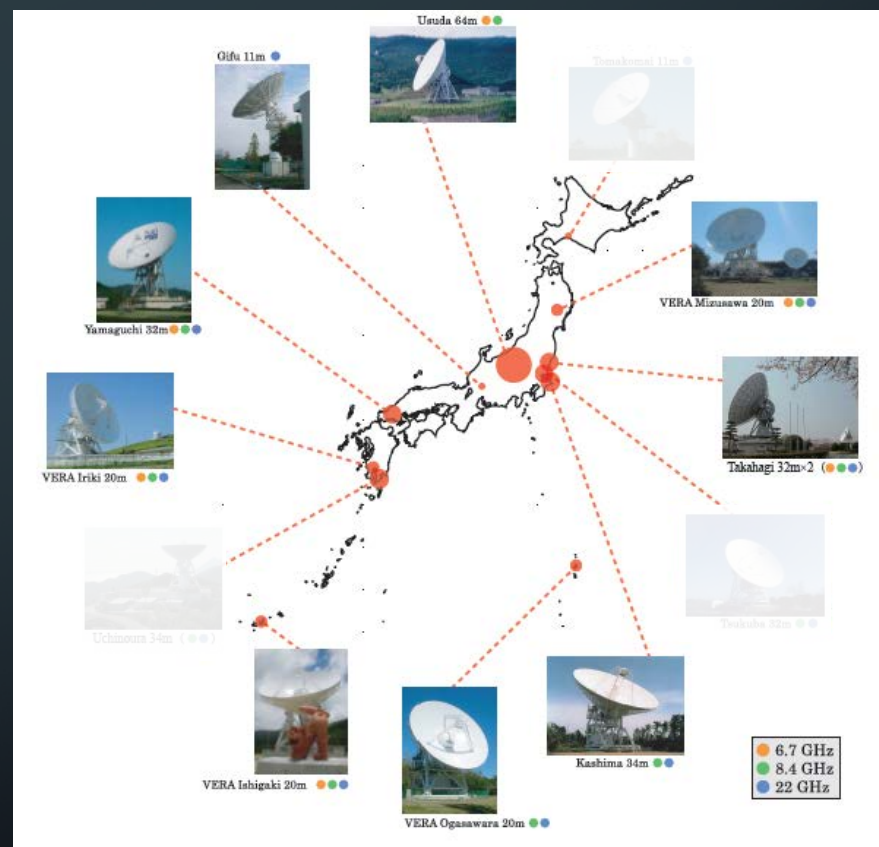 Usuda 64m
Gifu 11m
Tomakomai 11m
VERA Mizusawa 20m
Yamaguchi 32m
Takahagi 32m×2 ( )
VERA Iriki 20m
Tsukuba 32m
Uchinoura 34m ( )
Kashima 34m
VERA Ishigaki 20m
VERA Ogasawara 20m
6.7 GHz
8.4 GHz
22 GHz